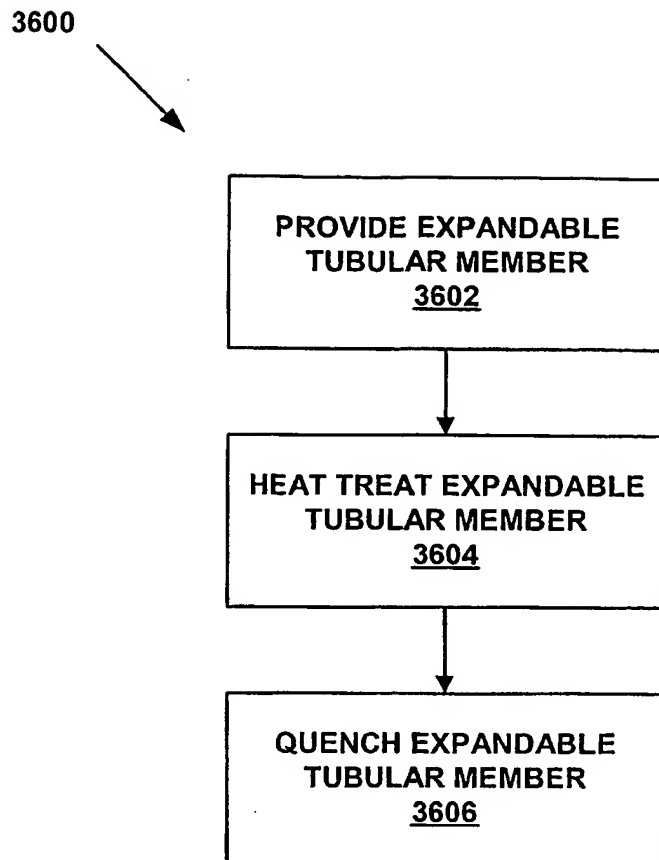 3600
PROVIDE EXPANDABLE
TUBULAR MEMBER
3602
HEAT TREAT EXPANDABLE
TUBULAR MEMBER
3604
QUENCH EXPANDABLE
TUBULAR MEMBER
3606